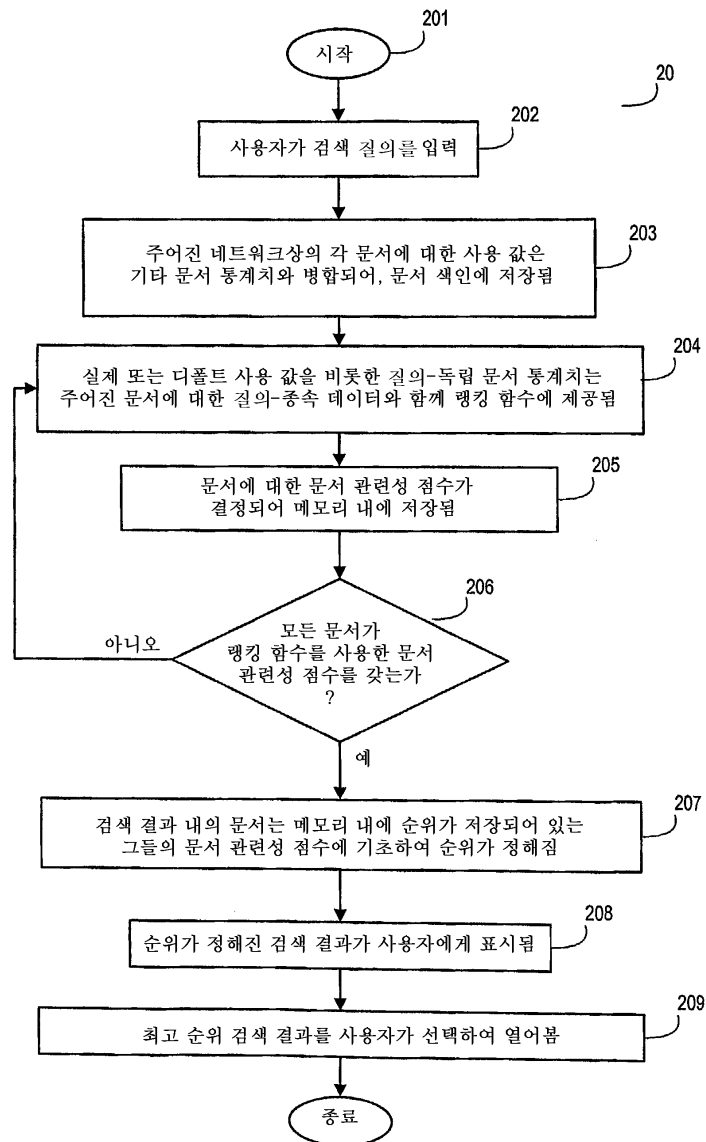 201
시작
20
202
사용자가 검색 질의를 입력
203
주어진 네트워크상의 각 문서에 대한 사용 값은
기타 문서 통계치와 병합되어, 문서 색인에 저장됨
204
실제 또는 디폴트 사용 값을 비롯한 질의-독립 문서 통계치는
주어진 문서에 대한 질의-종속 데이터와 함께 랭킹 함수에 제공됨
205
문서에 대한 문서 관련성 점수가
결정되어 메모리 내에 저장됨
206
모든 문서가
랭킹 함수를 사용한 문서
관련성 점수를 갖는가
?
아니오
예
207
검색 결과 내의 문서는 메모리 내에 순위가 저장되어 있는
그들의 문서 관련성 점수에 기초하여 순위가 정해짐
208
순위가 정해진 검색 결과가 사용자에게 표시됨
209
최고 순위 검색 결과를 사용자가 선택하여 열어봄
종료